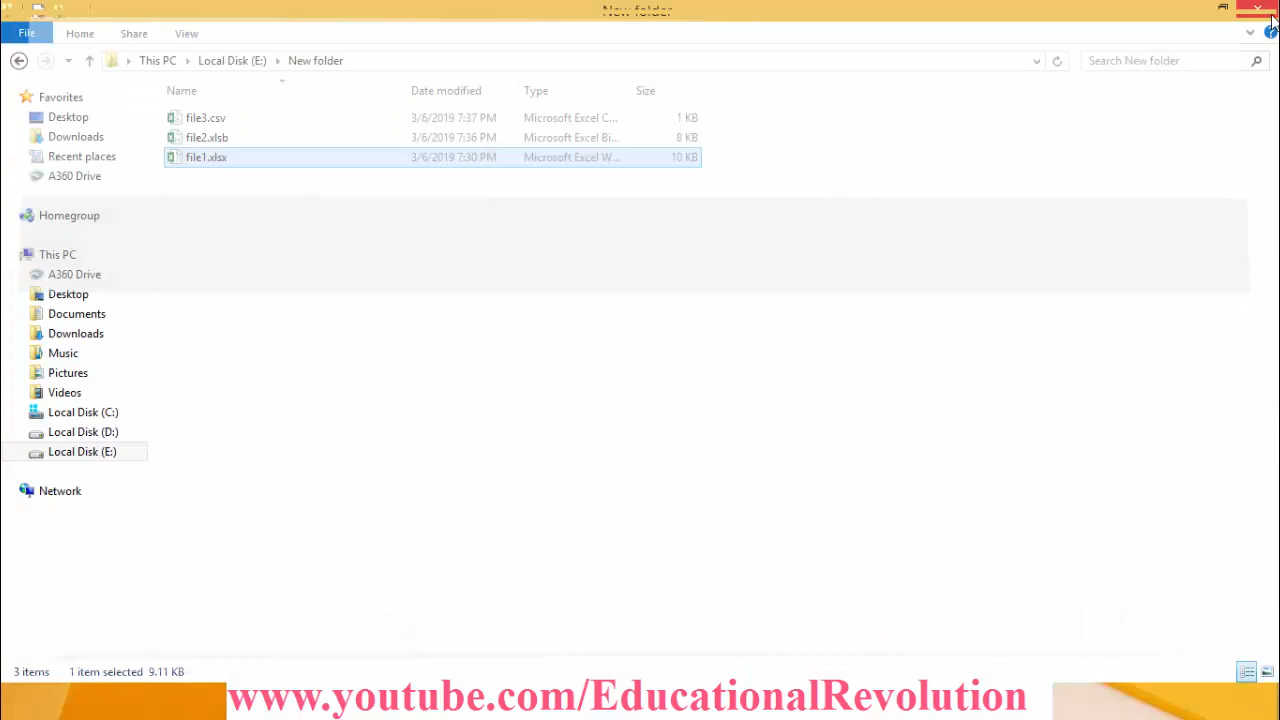 New folder
File Home Share View
This PC Local Disk (E:) New folder Search New folder
Name Date modified Type Size
file3.csv 3/6/2019 7:37 PM Microsoft Excel C... 1 KB
file2.xlsb 3/6/2019 7:36 PM Microsoft Excel Bi... 8 KB
file1.xlsx 3/6/2019 7:30 PM Microsoft Excel W... 10 KB
Favorites
Desktop
Downloads
Recent places
A360 Drive
Homegroup
This PC
A360 Drive
Desktop
Documents
Downloads
Music
Pictures
Videos
Local Disk (C:)
Local Disk (D:)
Local Disk (E:)
Network
3 items 1 item selected 9.11 KB
www.youtube.com/EducationalRevolution